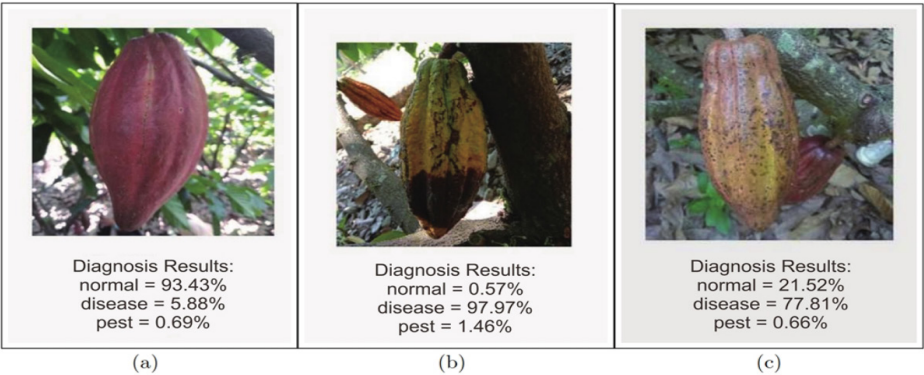 Diagnosis Results:
normal = 93.43%
disease = 5.88%
pest = 0.69%
(a)
Diagnosis Results:
normal = 0.57%
disease = 97.97%
pest = 1.46%
(b)
Diagnosis Results:
normal = 21.52%
disease = 77.81%
pest = 0.66%
(c)